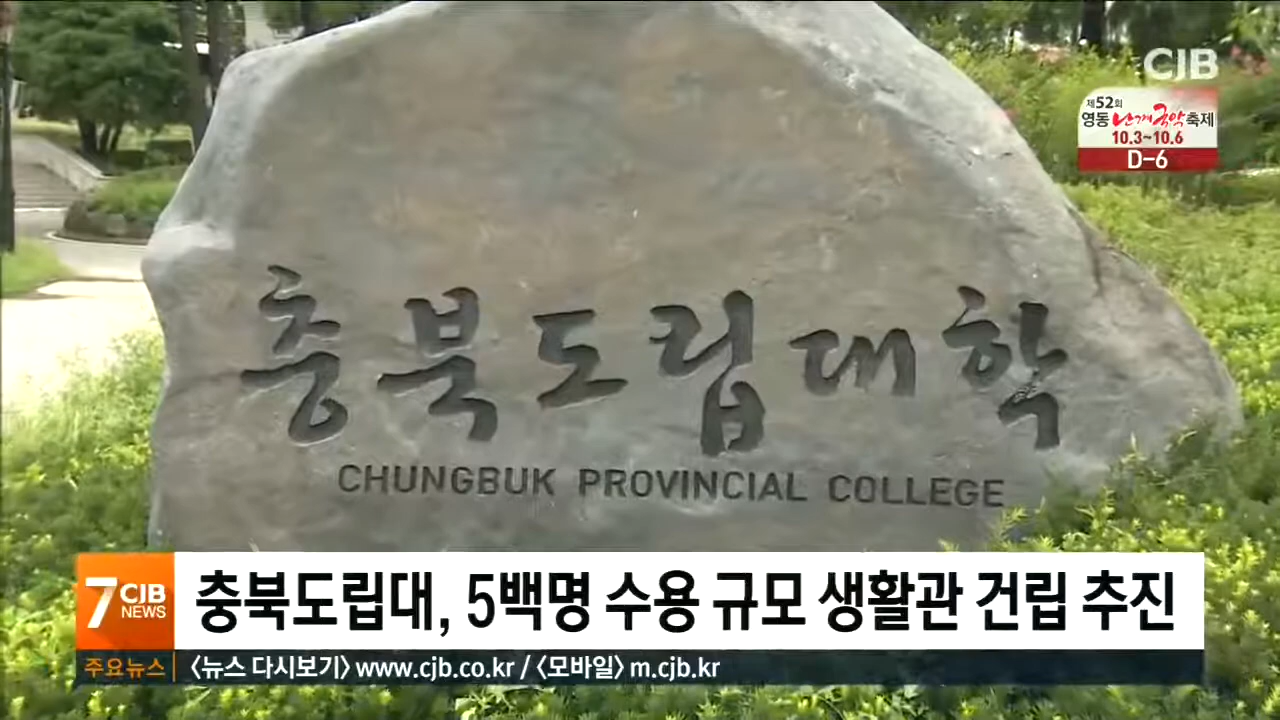 CJB
제52회
영동 난계국악축제
10.3~10.6
D-6
충북도립대학
CHUNGBUK PROVINCIAL COLLEGE
7 CJB NEWS
충북도립대, 5백명 수용 규모 생활관 건립 추진
주요뉴스 〈뉴스 다시보기〉 www.cjb.co.kr / 〈모바일〉 m.cjb.kr